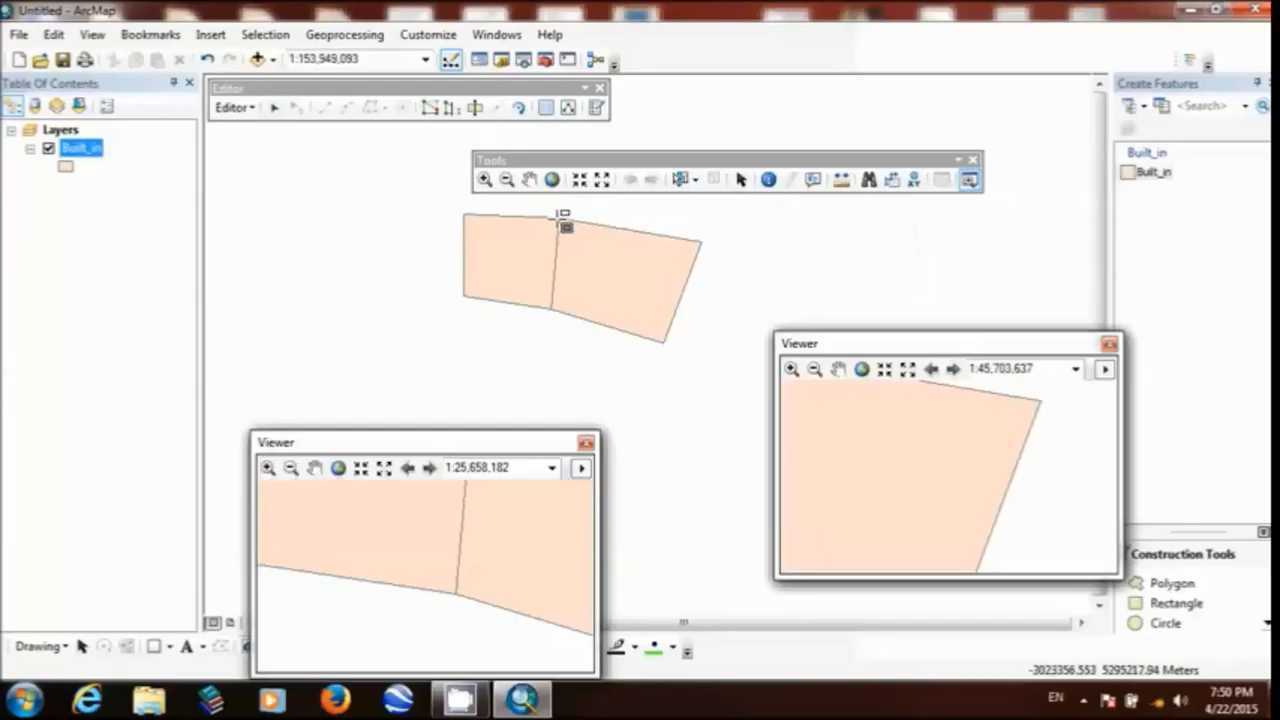 Untitled - ArcMap
File Edit View Bookmarks Insert Selection Geoprocessing Customize Windows Help
1:153,949,093
Table Of Contents
Editor
Create Features
Editor
<Search>
Layers
Built_in
Built_in
Tools
Built_in
Viewer
1:45,703,637
Viewer
1:25,658,182
Construction Tools
Polygon
Rectangle
Circle
Drawing
A
-3023356.553 5295217.94 Meters
EN
7:50 PM
4/22/2015